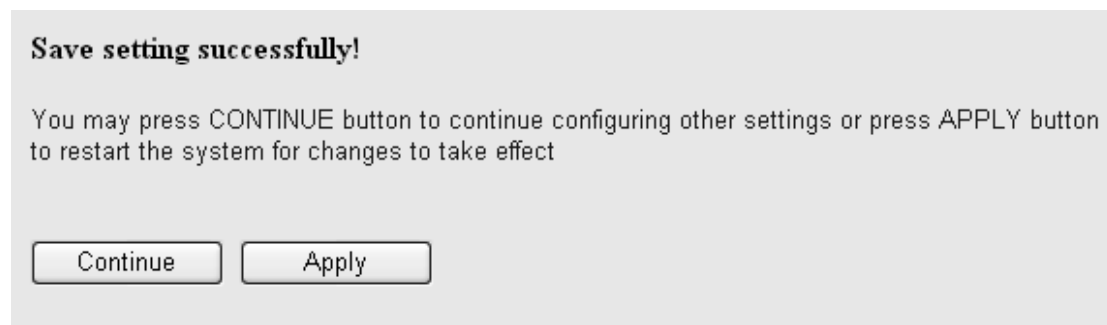 Save setting successfully!
You may press CONTINUE button to continue configuring other settings or press APPLY button
to restart the system for changes to take effect
Continue Apply